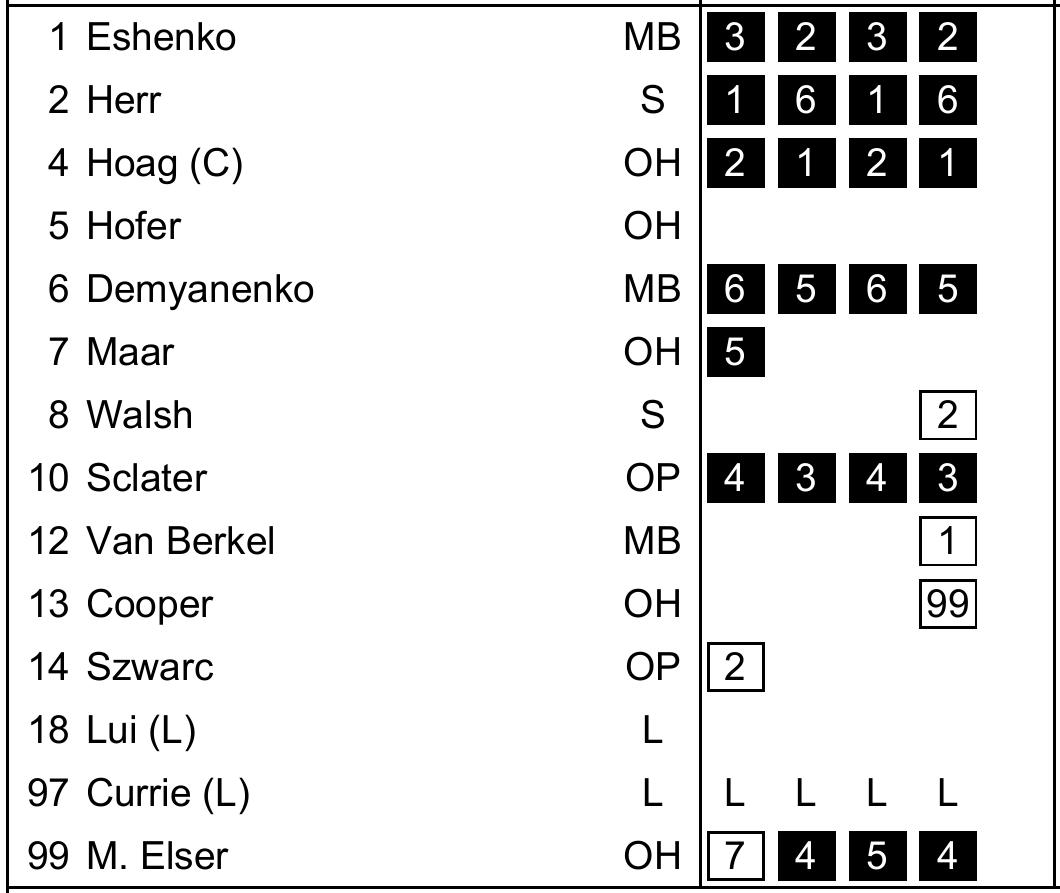 1 Eshenko MB 3 2 3 2
2 Herr S 1 6 1 6
4 Hoag (C) OH 2 1 2 1
5 Hofer OH
6 Demyanenko MB 6 5 6 5
7 Maar OH 5
8 Walsh S 2
10 Sclater OP 4 3 4 3
12 Van Berkel MB 1
13 Cooper OH 99
14 Szwarc OP 2
18 Lui (L) L
97 Currie (L) L L L L L
99 M. Elser OH 7 4 5 4